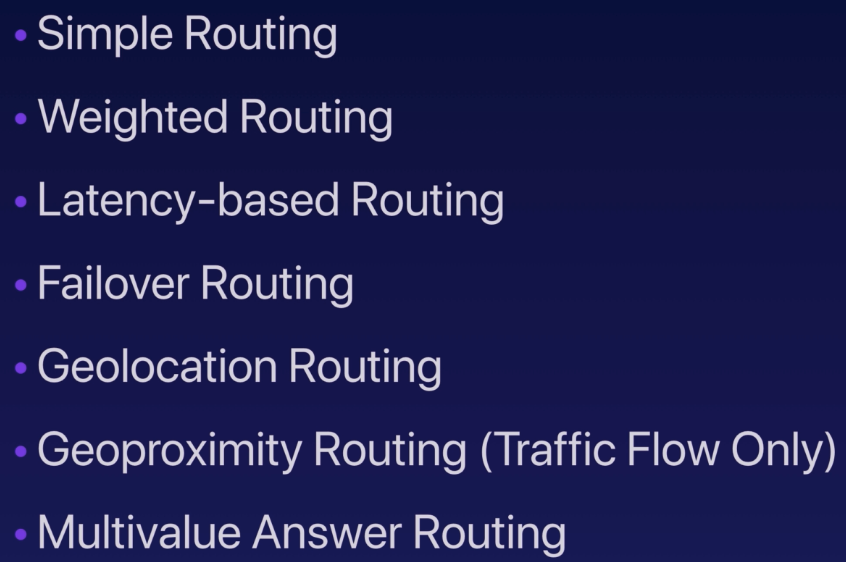 • Simple Routing
• Weighted Routing
• Latency-based Routing
• Failover Routing
• Geolocation Routing
• Geoproximity Routing (Traffic Flow Only)
• Multivalue Answer Routing